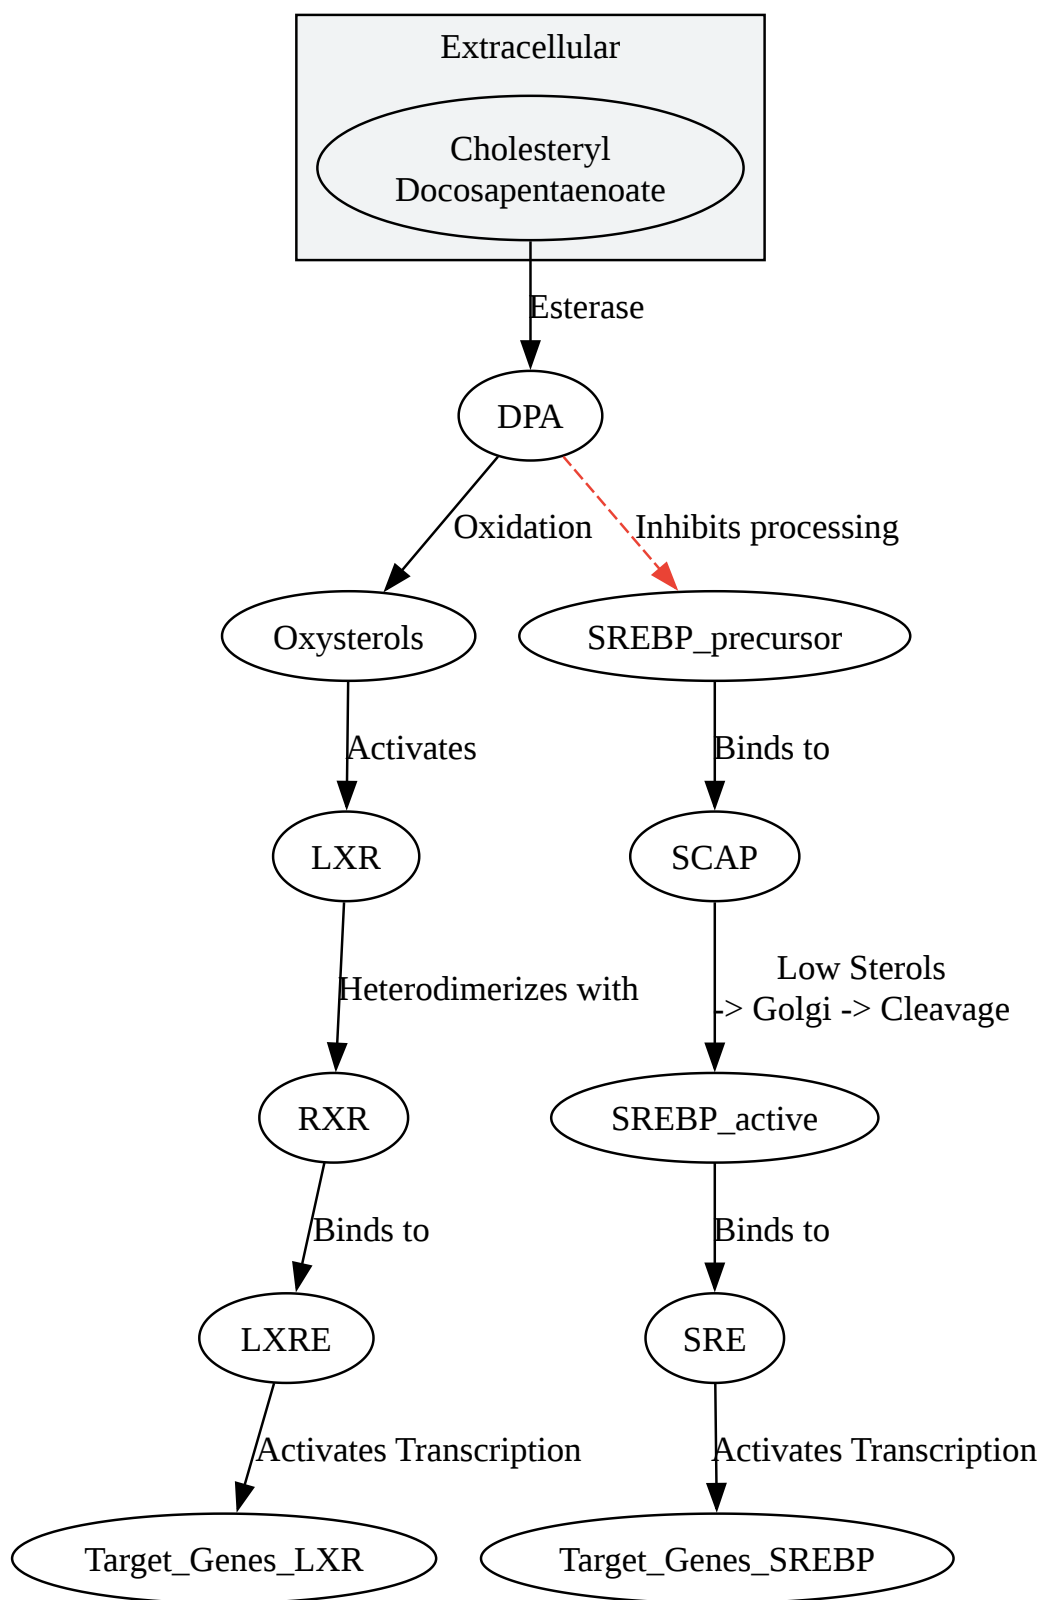 Extracellular
Cholesteryl
Docosapentaenoate
Esterase
DPA
Oxidation
Inhibits processing
Oxysterols
SREBP_precursor
Activates
Binds to
LXR
SCAP
Heterodimerizes with
Low Sterols
-> Golgi -> Cleavage
RXR
SREBP_active
Binds to
Binds to
LXRE
SRE
Activates Transcription
Activates Transcription
Target_Genes_LXR
Target_Genes_SREBP